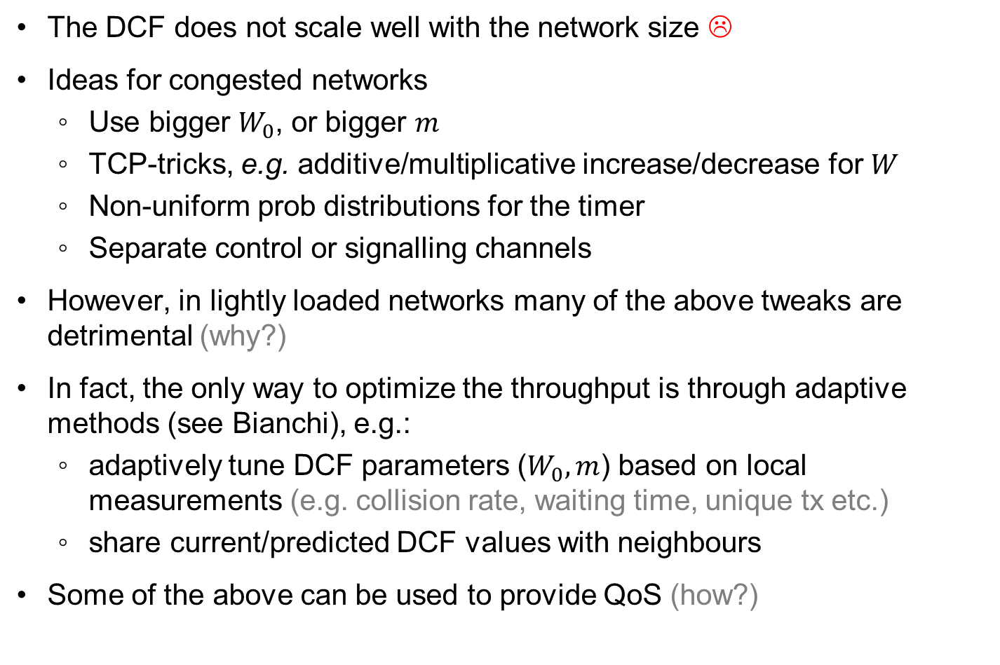 • The DCF does not scale well with the network size ☹
• Ideas for congested networks
◦ Use bigger W₀, or bigger m
◦ TCP-tricks, e.g. additive/multiplicative increase/decrease for W
◦ Non-uniform prob distributions for the timer
◦ Separate control or signalling channels
• However, in lightly loaded networks many of the above tweaks are
detrimental (why?)
• In fact, the only way to optimize the throughput is through adaptive
methods (see Bianchi), e.g.:
◦ adaptively tune DCF parameters (W₀, m) based on local
measurements (e.g. collision rate, waiting time, unique tx etc.)
◦ share current/predicted DCF values with neighbours
• Some of the above can be used to provide QoS (how?)